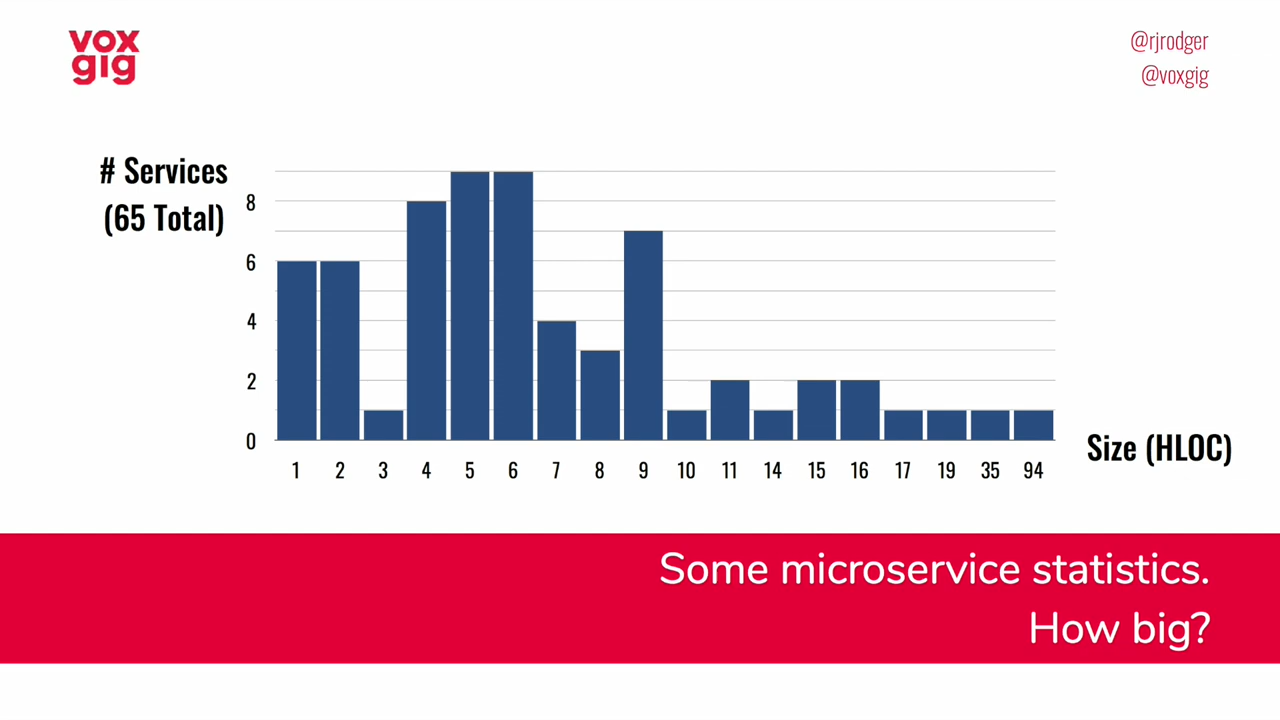 vox
gig
@rjrodger
@voxgig
# Services
(65 Total)
8
6
4
2
0
1 2 3 4 5 6 7 8 9 10 11 14 15 16 17 19 35 94
Size (HLOC)
Some microservice statistics.
How big?